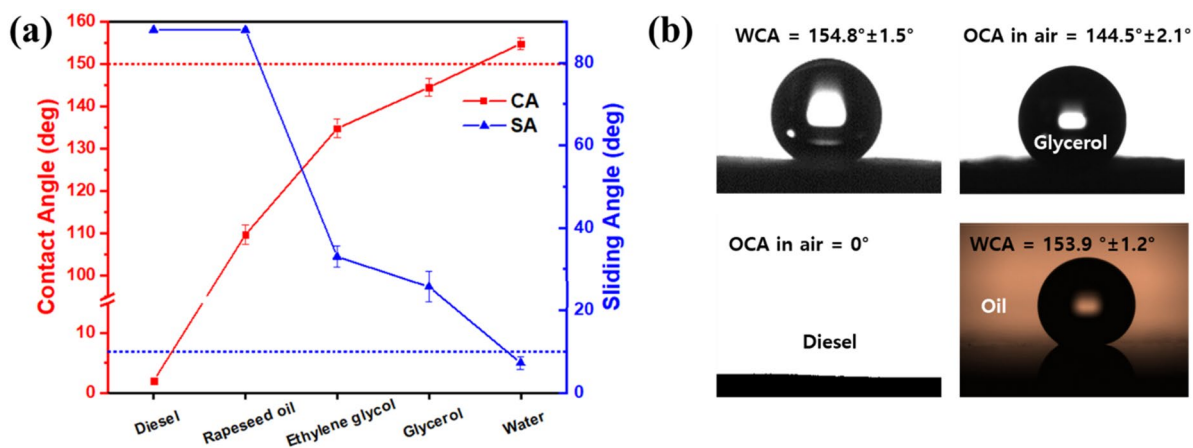 (a)
160
150
140
130
120
110
100
10
0
Contact Angle (deg)
CA
SA
80
60
40
20
0
Sliding Angle (deg)
Diesel
Rapeseed oil
Ethylene glycol
Glycerol
Water
(b)
WCA = 154.8°±1.5°
OCA in air = 144.5°±2.1°
Glycerol
OCA in air = 0°
Diesel
WCA = 153.9 °±1.2°
Oil